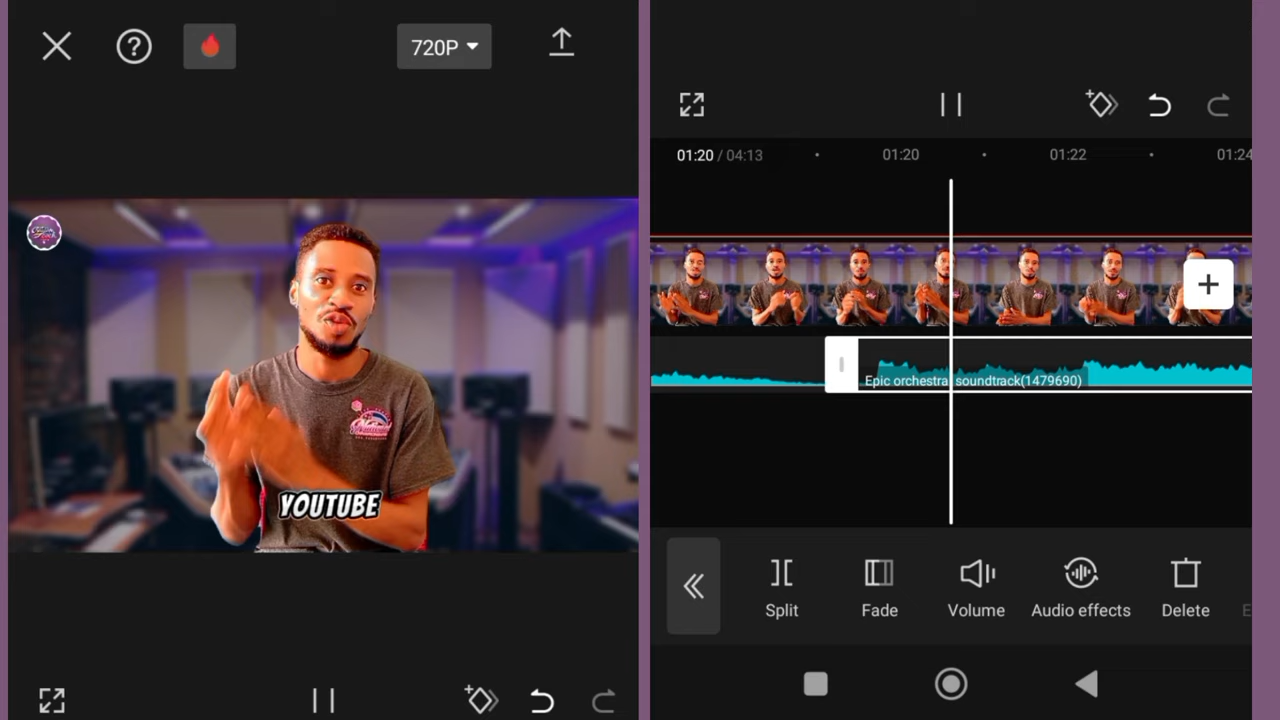 720P
YOUTUBE
01:20 / 04:13
01:20
01:22
01:24
Epic orchestra soundtrack(1479690)
Split
Fade
Volume
Audio effects
Delete